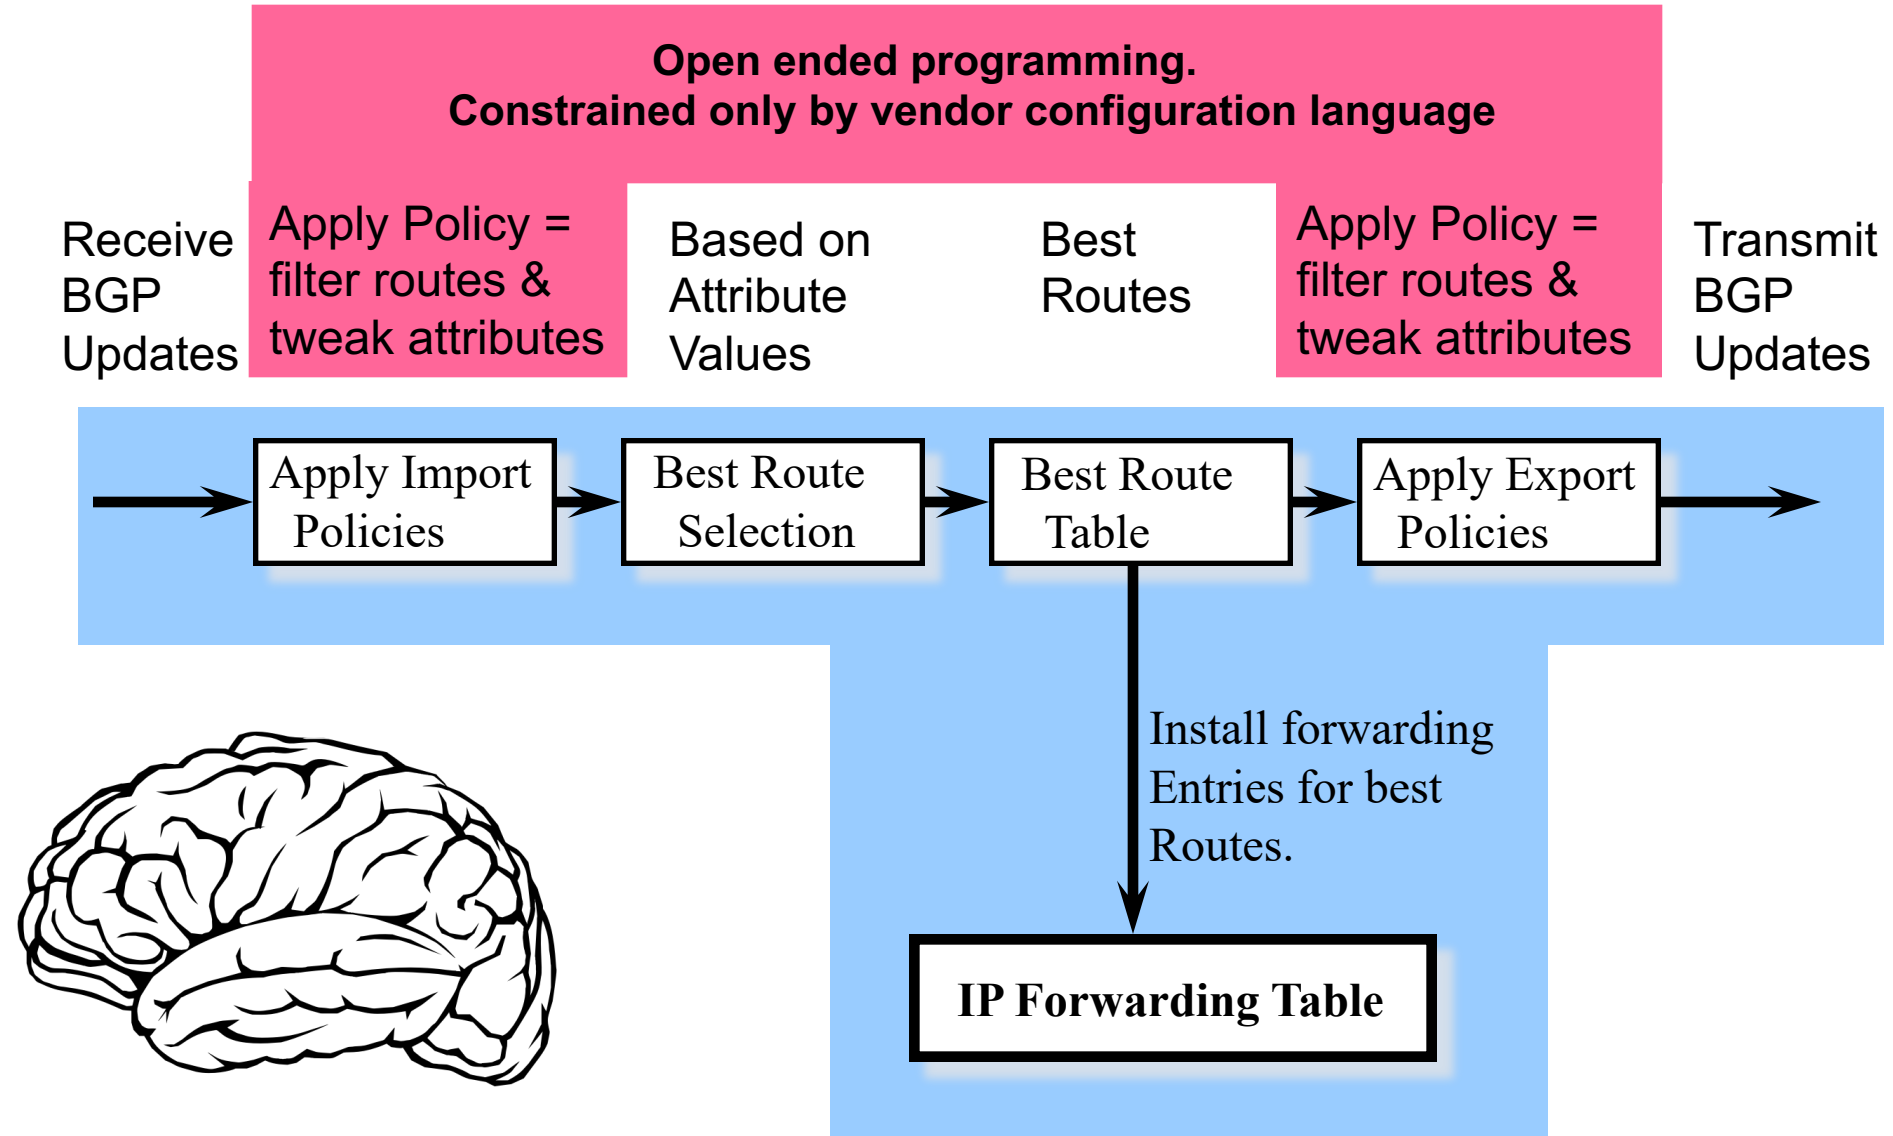 Open ended programming.
Constrained only by vendor configuration language
Receive
BGP
Updates
Apply Policy =
filter routes &
tweak attributes
Based on
Attribute
Values
Best
Routes
Apply Policy =
filter routes &
tweak attributes
Transmit
BGP
Updates
Apply Import
Policies
Best Route
Selection
Best Route
Table
Apply Export
Policies
Install forwarding
Entries for best
Routes.
IP Forwarding Table